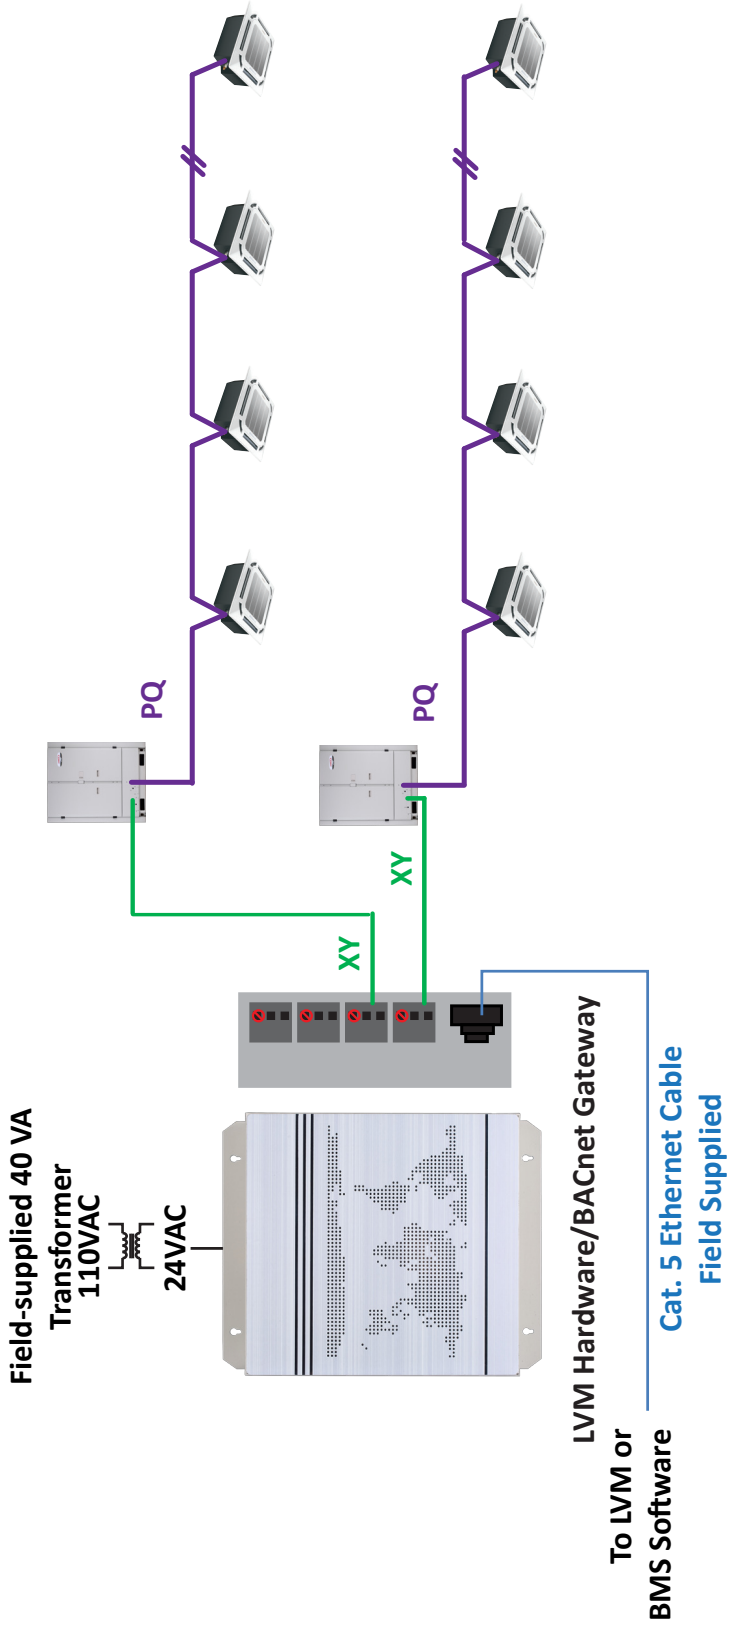 Field-supplied 40 VA
Transformer
110VAC
24VAC
XY
PQ
XY
PQ
LVM Hardware/BACnet Gateway
Cat. 5 Ethernet Cable
Field Supplied
To LVM or
BMS Software